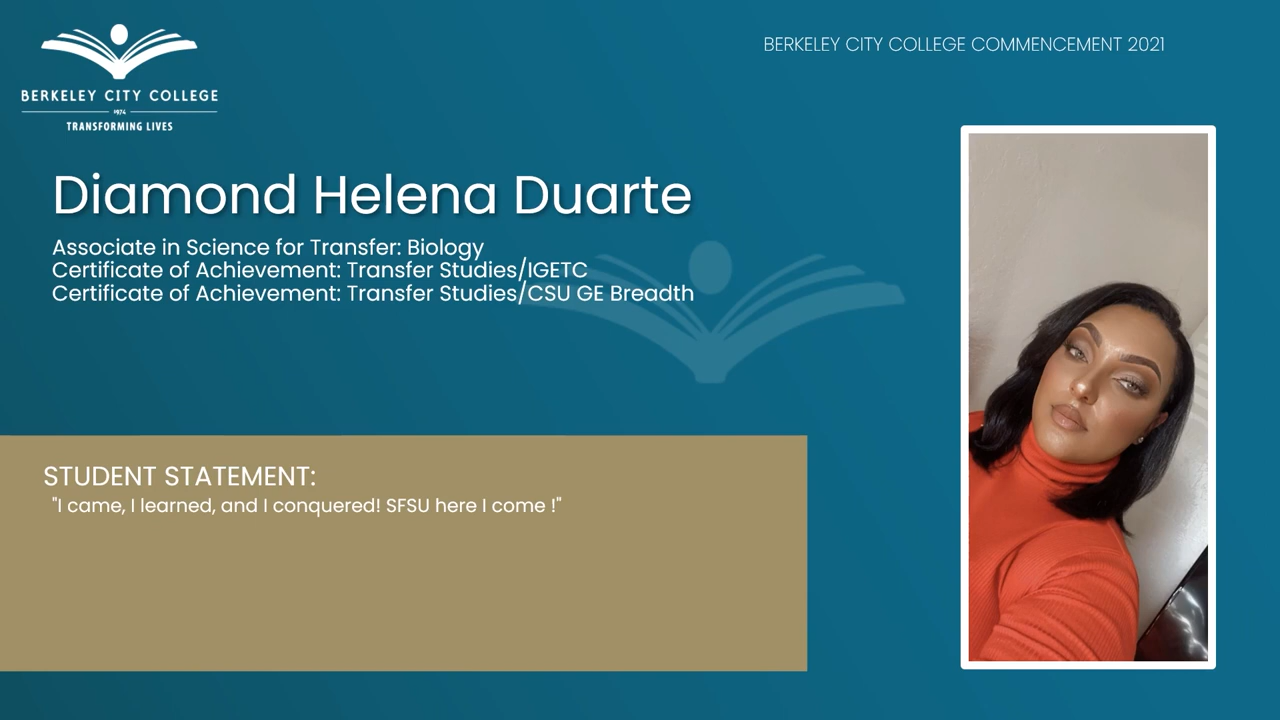 BERKELEY CITY COLLEGE COMMENCEMENT 2021
BERKELEY CITY COLLEGE
1974
TRANSFORMING LIVES
Diamond Helena Duarte
Associate in Science for Transfer: Biology
Certificate of Achievement: Transfer Studies/IGETC
Certificate of Achievement: Transfer Studies/CSU GE Breadth
STUDENT STATEMENT:
"I came, I learned, and I conquered! SFSU here I come !"